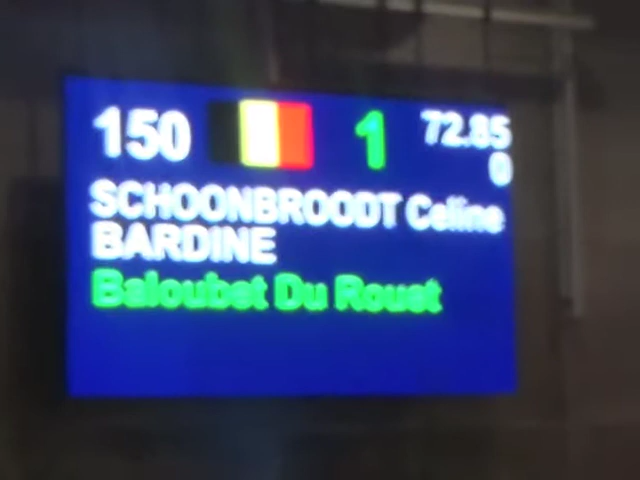 150 1 72.85
0
SCHOONBROODT Celine
BARDINE
Baloubet Du Rouet